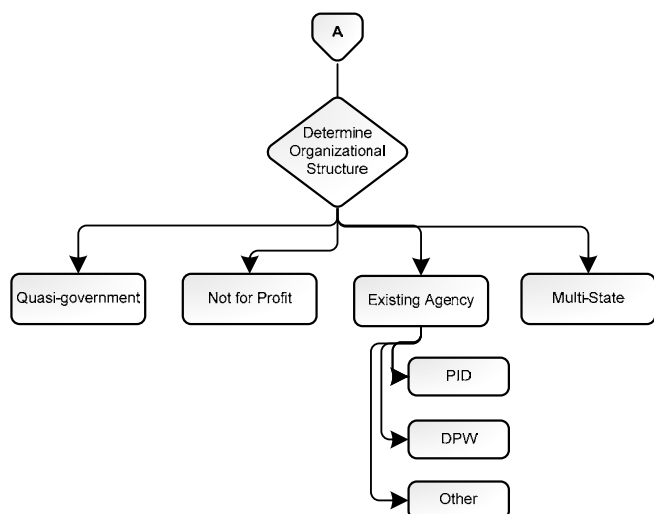 A
Determine
Organizational
Structure
Quasi-government
Not for Profit
Existing Agency
Multi-State
PID
DPW
Other